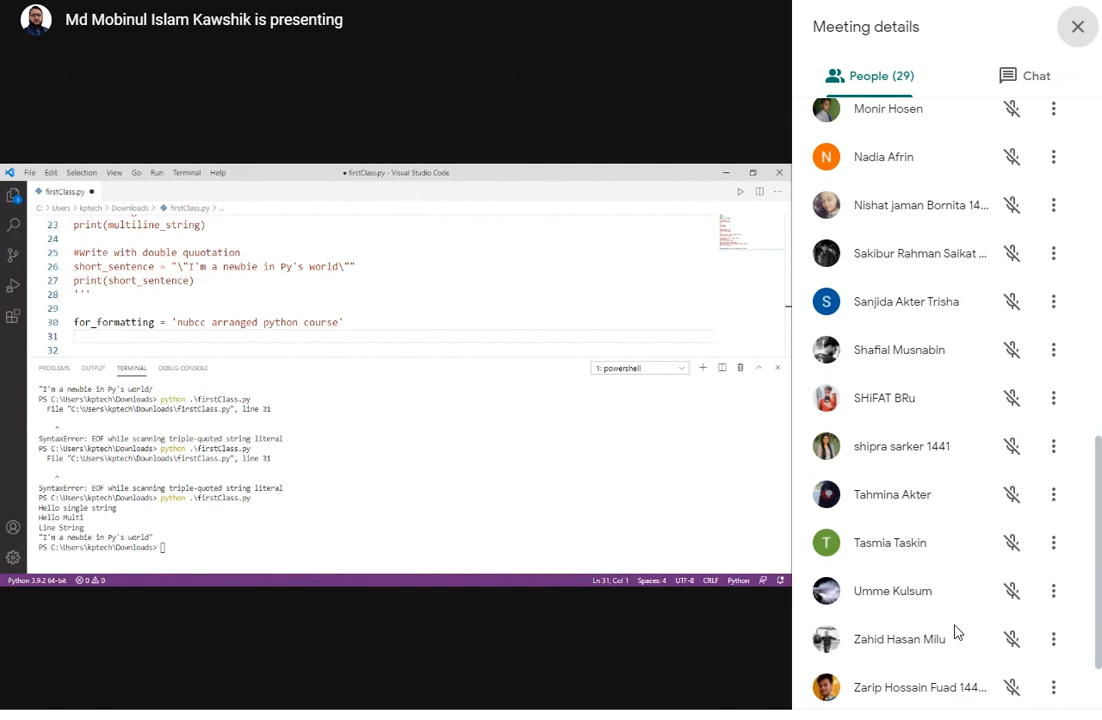 Md Mobinul Islam Kawshik is presenting
File Edit Selection View Go Run Terminal Help
● firstClass.py - Visual Studio Code
firstClass.py ●
C: > Users > kptech > Downloads > firstClass.py > ...
23 print(multiline_string)
24
25 #Write with double quuotation
26 short_sentence = "\"I'm a newbie in Py's world\""
27 print(short_sentence)
28 '''
29
30 for_formatting = 'nubcc arranged python course'
31
32
PROBLEMS OUTPUT TERMINAL DEBUG CONSOLE
1: powershell
"I'm a newbie in Py's world/
PS C:\Users\kptech\Downloads> python .\firstClass.py
File "C:\Users\kptech\Downloads\firstClass.py", line 31
^
SyntaxError: EOF while scanning triple-quoted string literal
PS C:\Users\kptech\Downloads> python .\firstClass.py
File "C:\Users\kptech\Downloads\firstClass.py", line 31
^
SyntaxError: EOF while scanning triple-quoted string literal
PS C:\Users\kptech\Downloads> python .\firstClass.py
Hello single string
Hello Multi
Line String
"I'm a newbie in Py's world"
PS C:\Users\kptech\Downloads>
Python 3.9.2 64-bit 0 0
Ln 31, Col 1 Spaces: 4 UTF-8 CRLF Python
Meeting details
People (29)
Chat
Monir Hosen
N Nadia Afrin
Nishat jaman Bornita 14...
Sakibur Rahman Saikat ...
S Sanjida Akter Trisha
Shafial Musnabin
SHiFAT BRu
shipra sarker 1441
Tahmina Akter
T Tasmia Taskin
Umme Kulsum
Zahid Hasan Milu
Zarip Hossain Fuad 144...